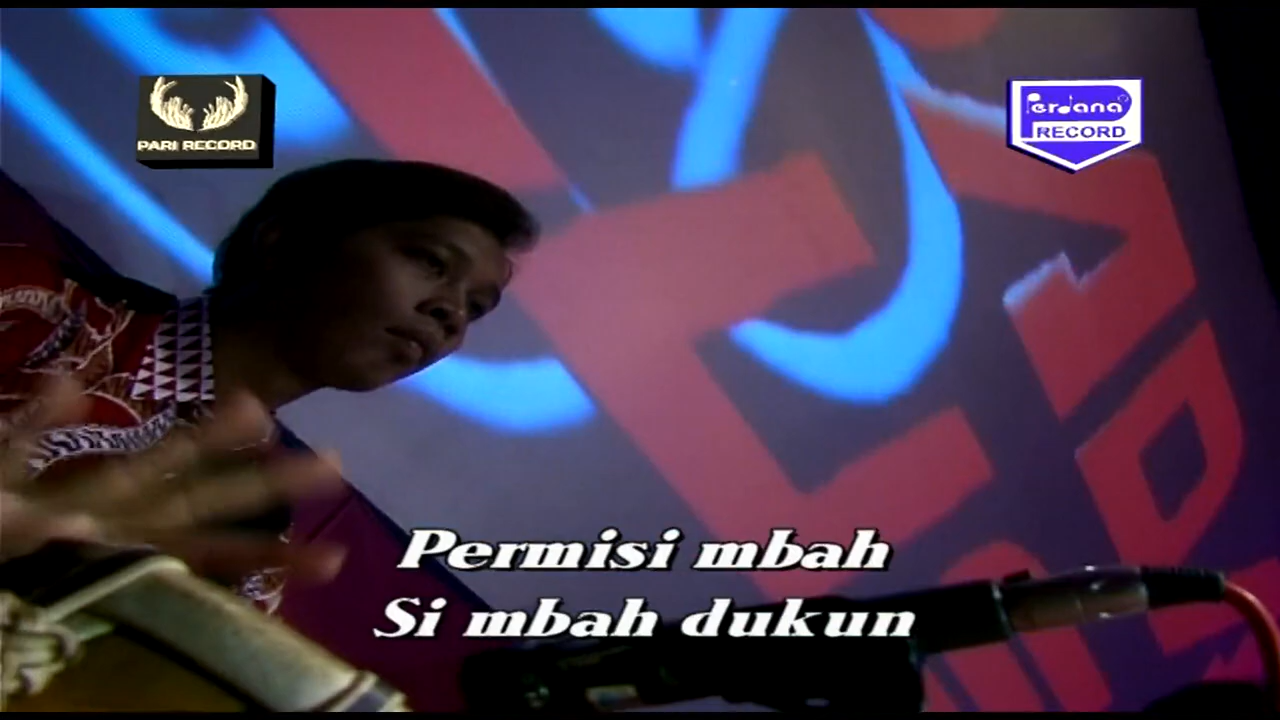 PARI RECORD
Perdana
RECORD
Permisi mbah
Si mbah dukun